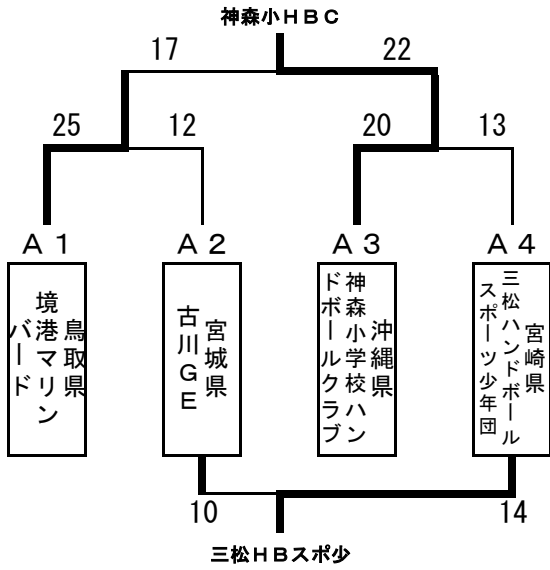 神森小ＨＢＣ
17
22
25
12
20
13
Ａ１
Ａ２
Ａ３
Ａ４
鳥取県
境港マリン
バード
宮城県
古川ＧＥ
沖縄県
神森小学校ハン
ドボールクラブ
宮崎県
三松ハンドボール
スポーツ少年団
10
14
三松ＨＢスポ少